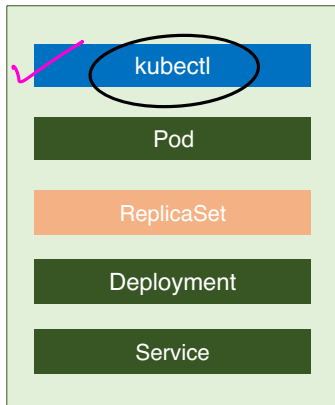 kubectl
Pod
ReplicaSet
Deployment
Service